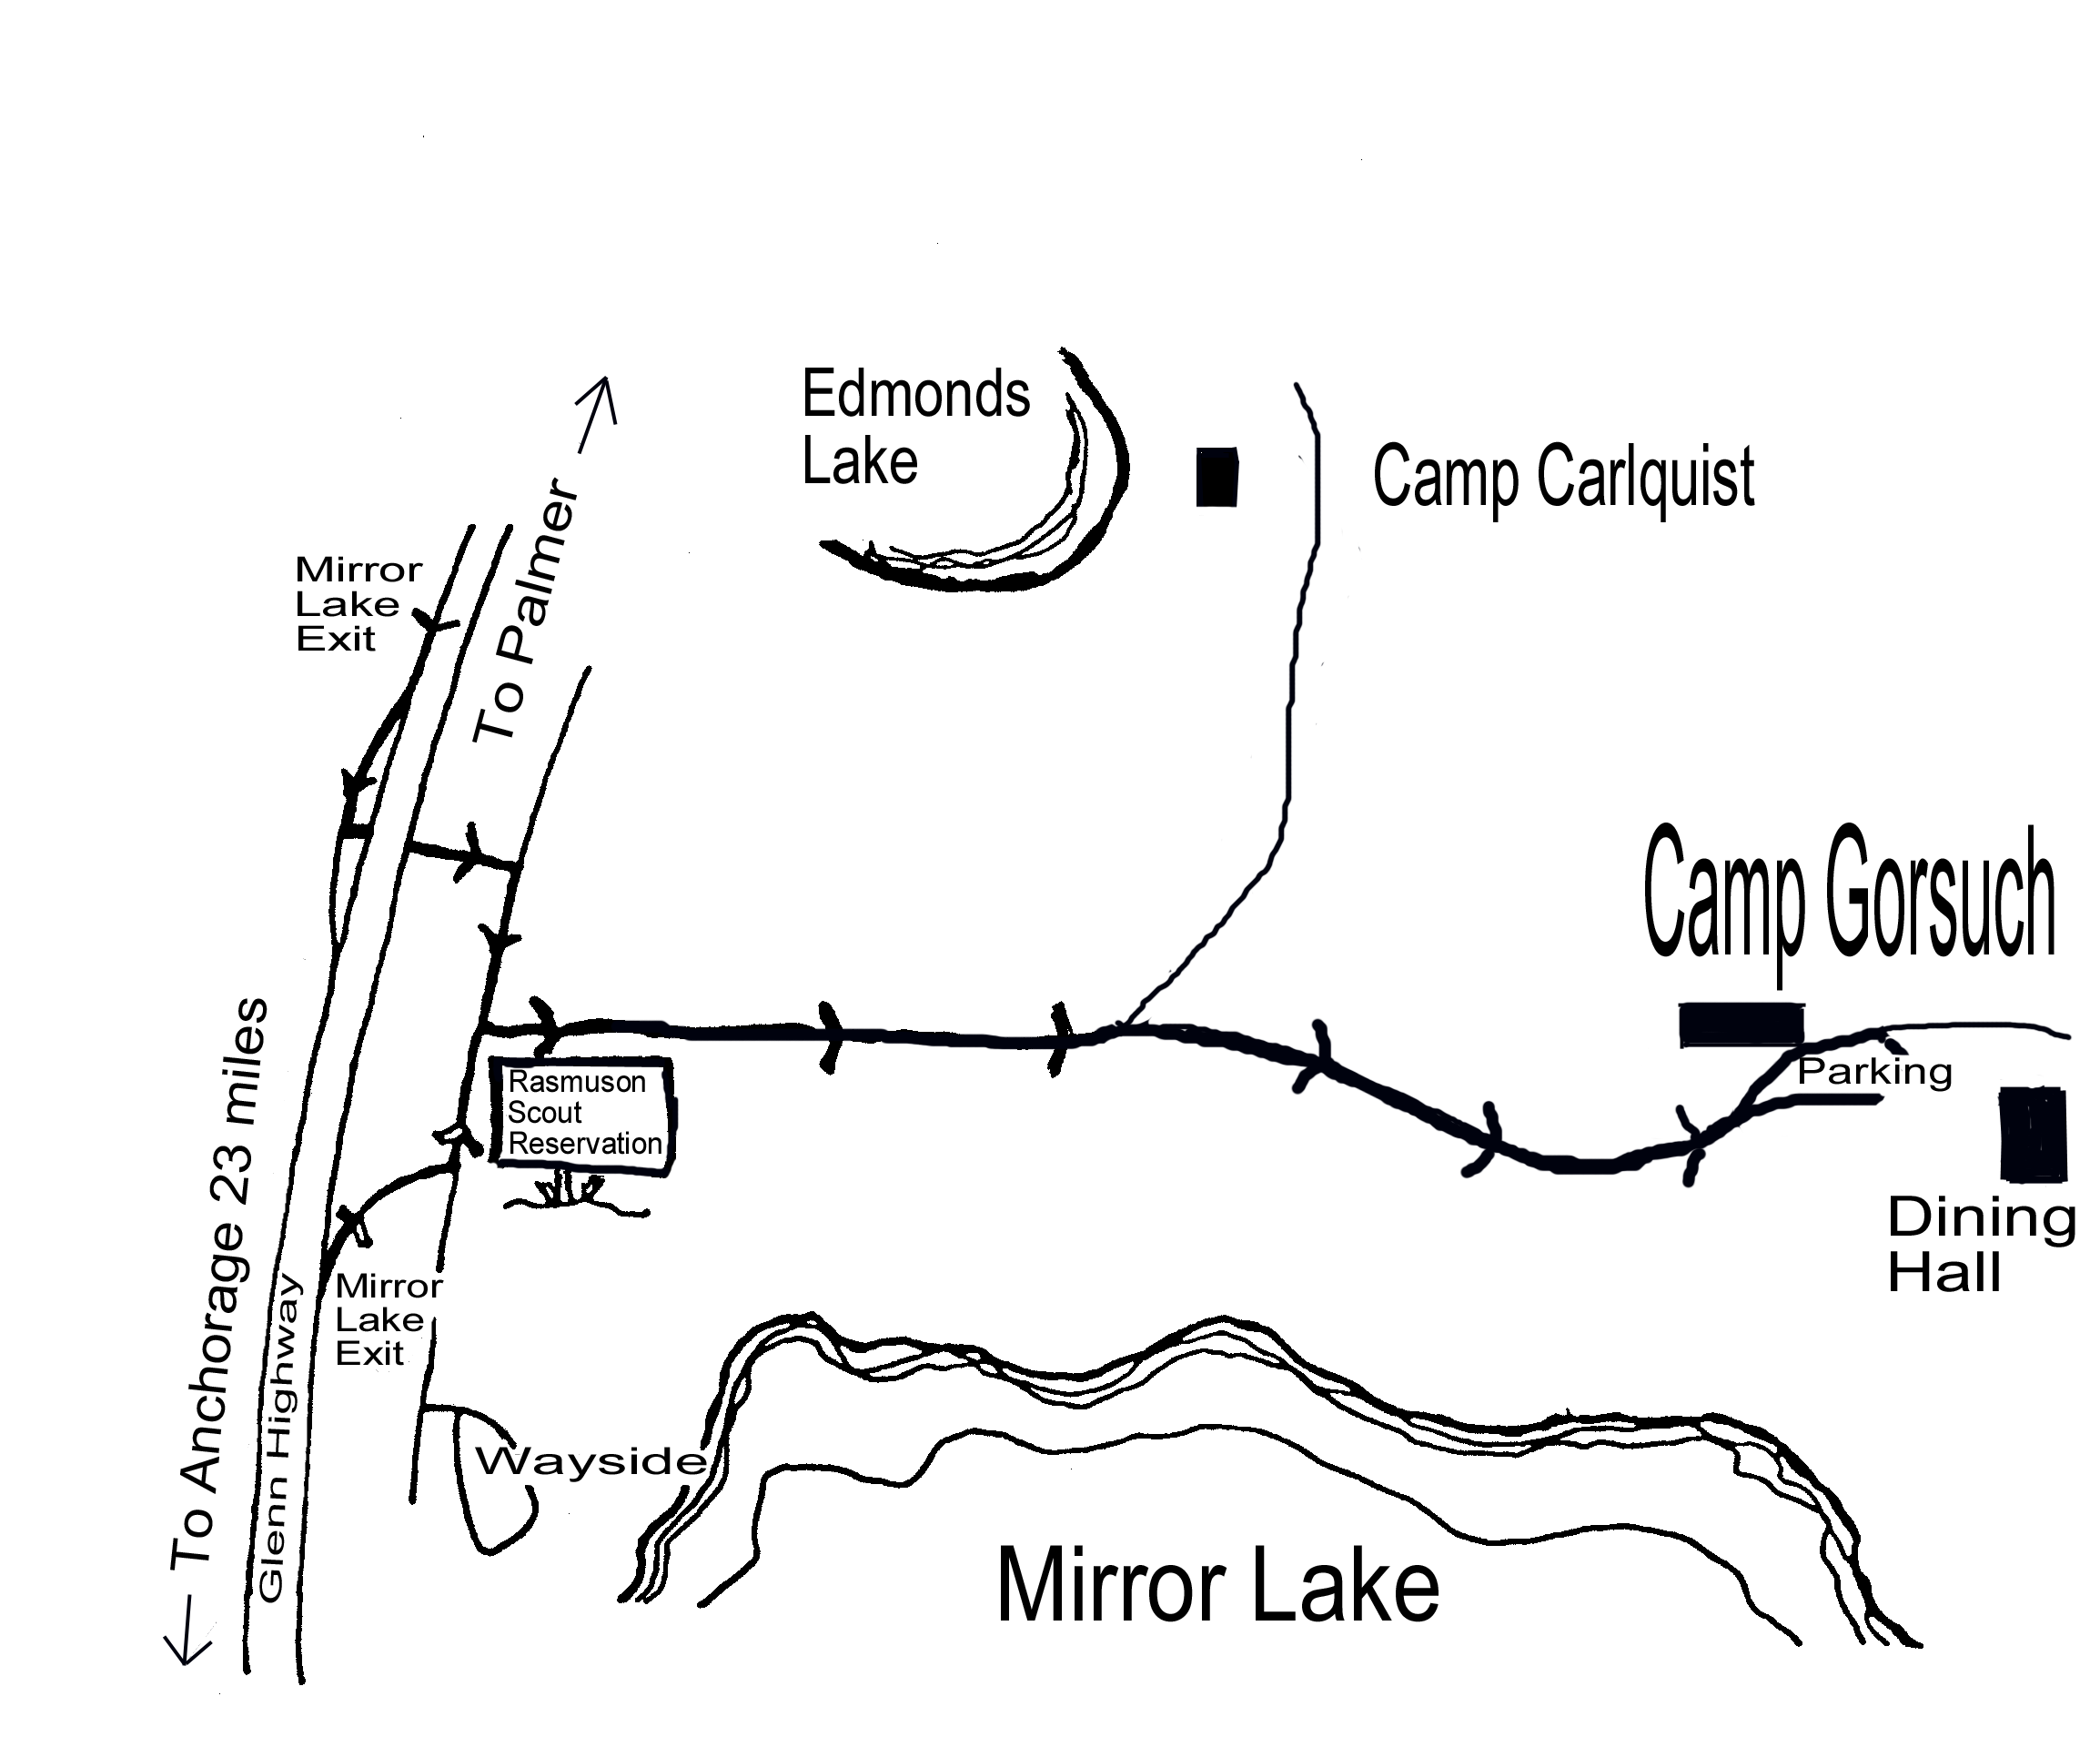 Edmonds
Lake
Camp Carlquist
Mirror
Lake
Exit
To Palmer
Camp Gorsuch
Parking
Rasmuson
Scout
Reservation
Dining
Hall
To Anchorage 23 miles
Glenn Highway
Mirror
Lake
Exit
Wayside
Mirror Lake